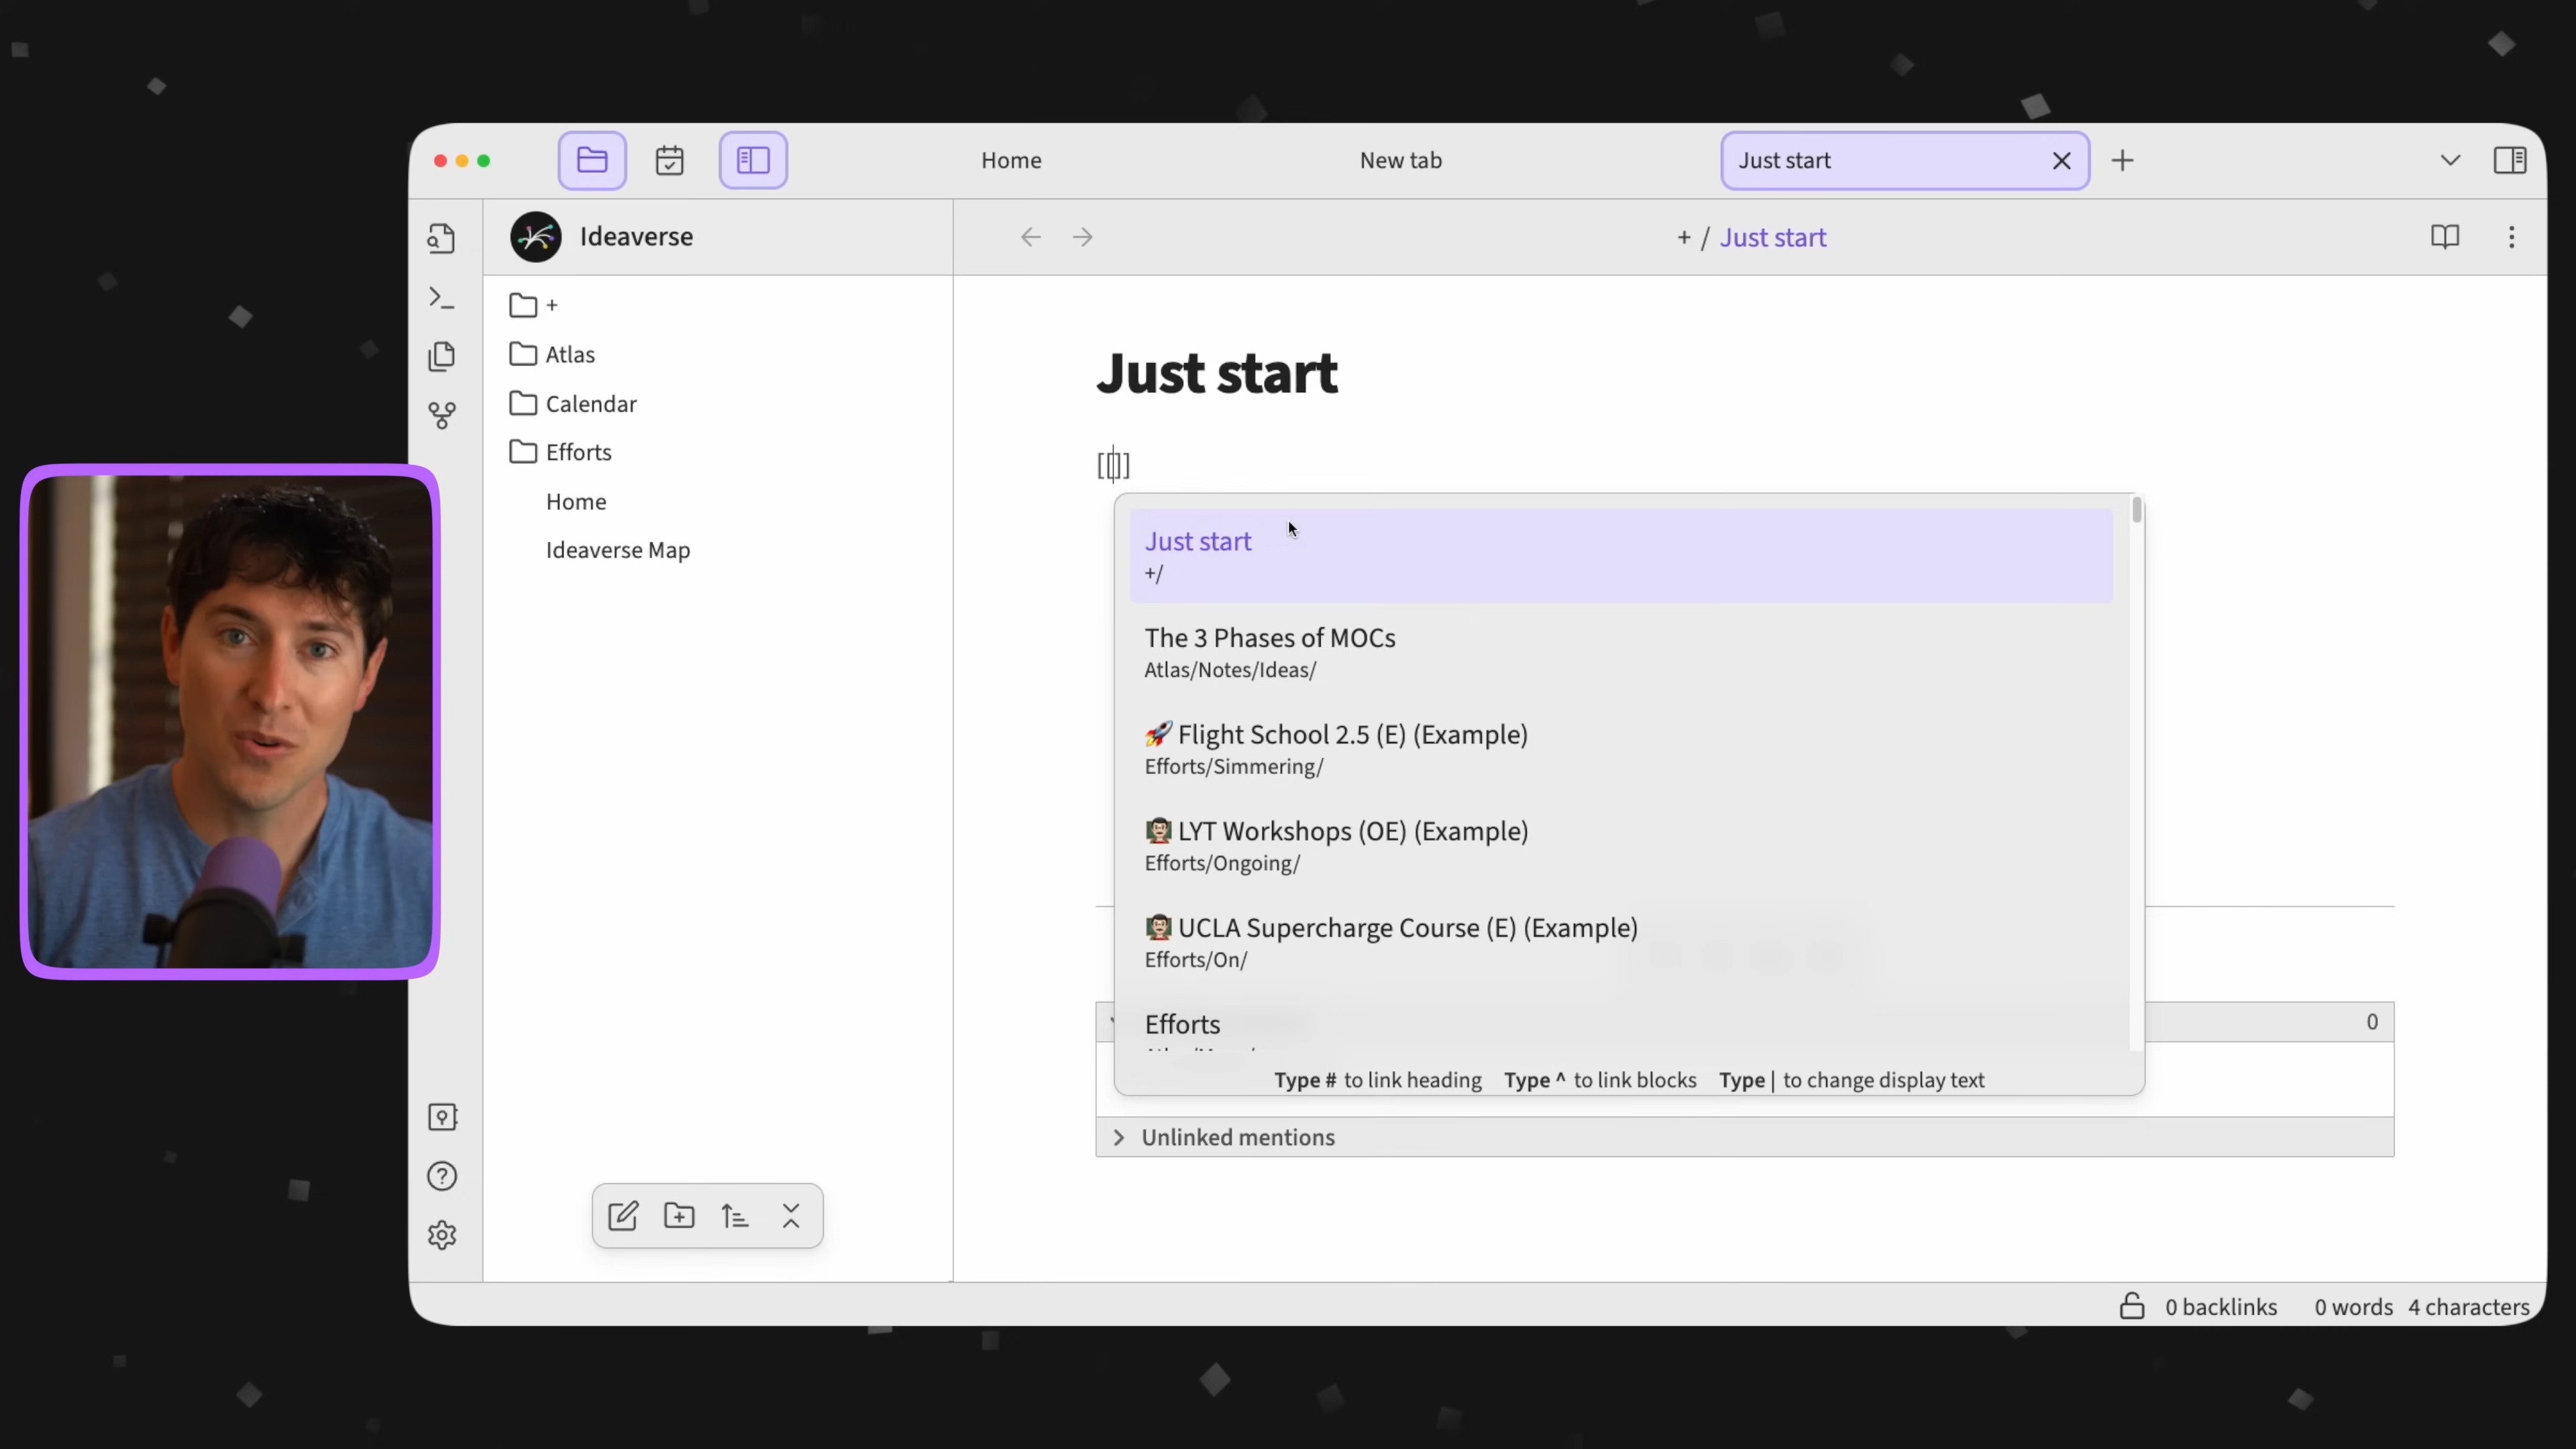 Home
New tab
Just start
Ideaverse
+ / Just start
+
Atlas
Calendar
Efforts
Home
Ideaverse Map
Just start
[[]]
Just start
+/
The 3 Phases of MOCs
Atlas/Notes/Ideas/
🚀 Flight School 2.5 (E) (Example)
Efforts/Simmering/
👨🏻‍🏫 LYT Workshops (OE) (Example)
Efforts/Ongoing/
👨🏻‍🏫 UCLA Supercharge Course (E) (Example)
Efforts/On/
Efforts
Type # to link heading Type ^ to link blocks Type | to change display text
0
Unlinked mentions
0 backlinks 0 words 4 characters